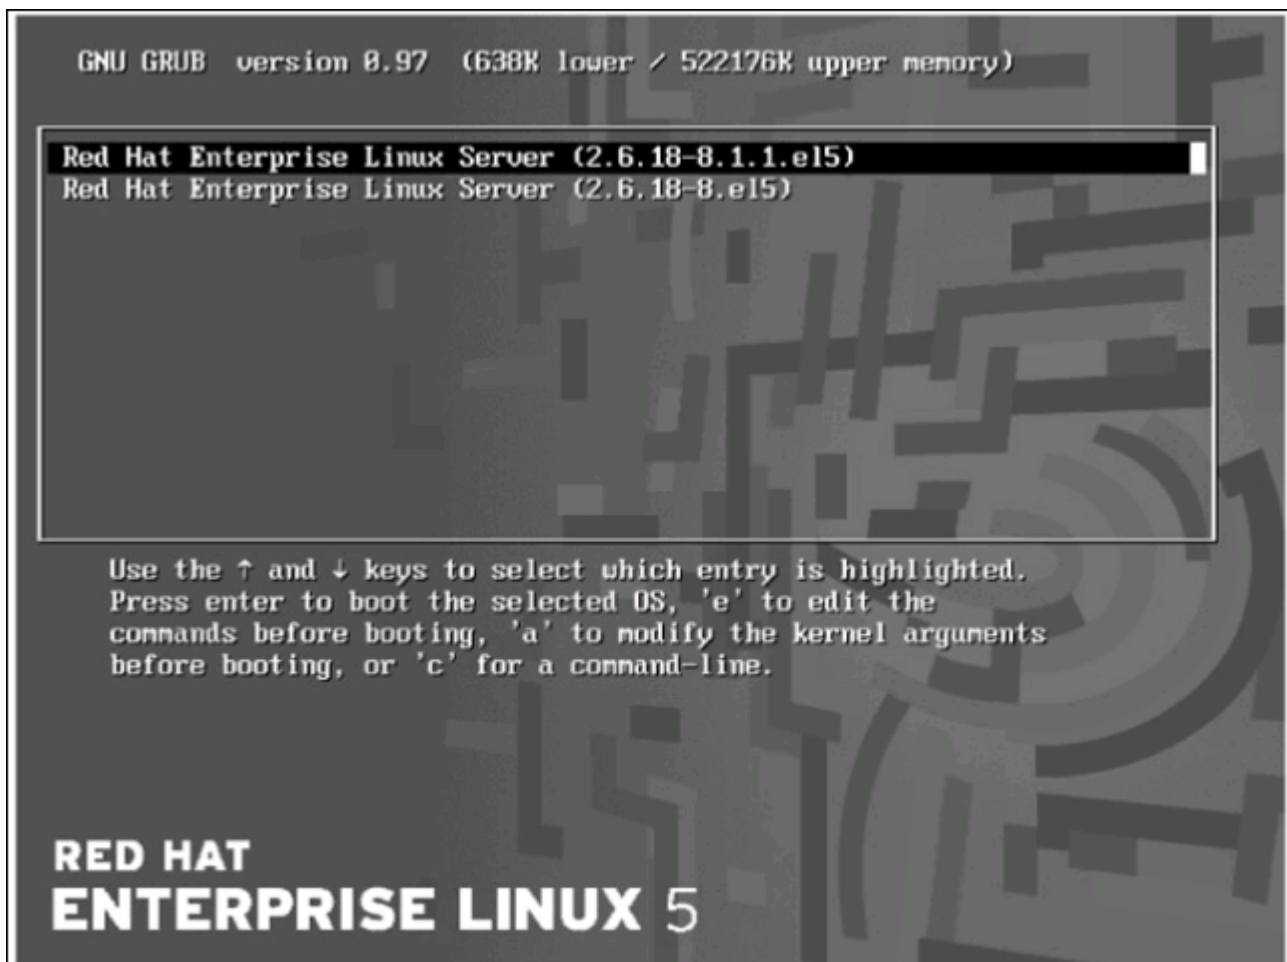 GNU GRUB version 0.97 (638K lower / 522176K upper memory)
Red Hat Enterprise Linux Server (2.6.18-8.1.1.el5)
Red Hat Enterprise Linux Server (2.6.18-8.el5)
Use the ↑ and ↓ keys to select which entry is highlighted.
Press enter to boot the selected OS, 'e' to edit the
commands before booting, 'a' to modify the kernel arguments
before booting, or 'c' for a command-line.
RED HAT
ENTERPRISE LINUX 5